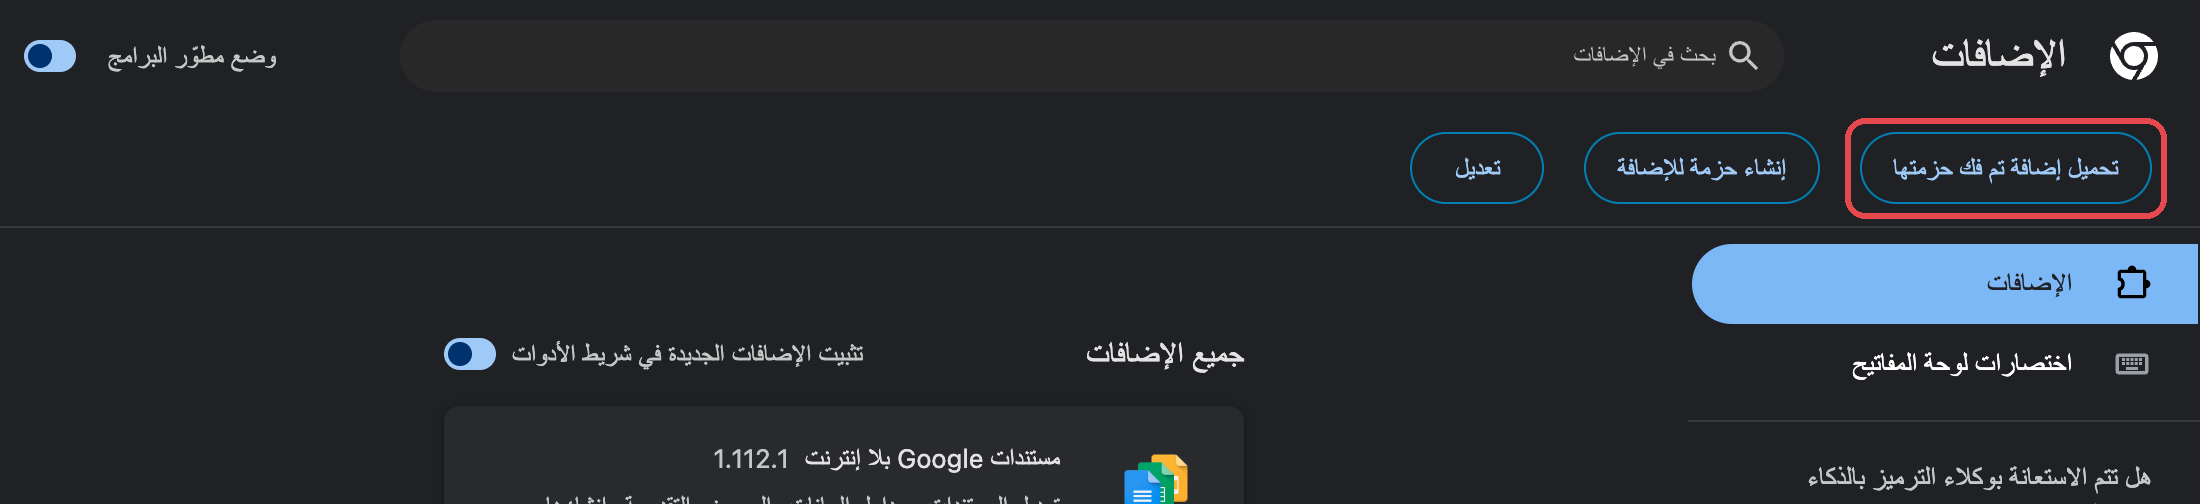 الإضافات
بحث في الإضافات
وضع مطوّر البرامج
تحميل إضافة تم فك حزمتها
إنشاء حزمة للإضافة
تعديل
الإضافات
اختصارات لوحة المفاتيح
هل تتم الاستعانة بوكلاء الترميز بالذكاء
جميع الإضافات
تثبيت الإضافات الجديدة في شريط الأدوات
مستندات Google بلا إنترنت 1.112.1